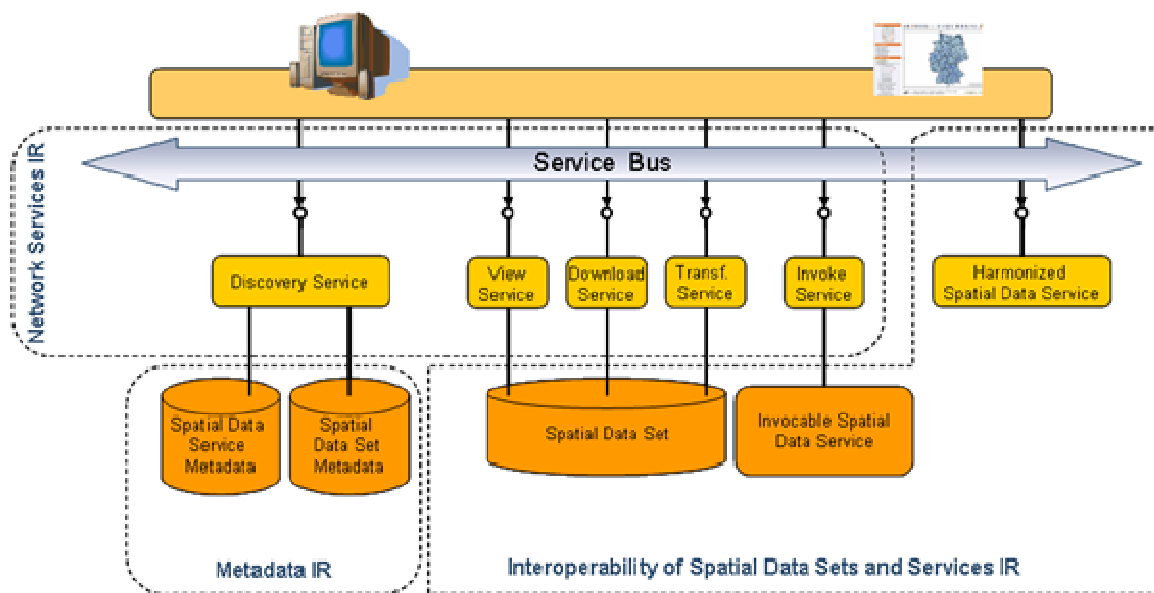 Service Bus
Network Services IR
Discovery Service
View
Service
Download
Service
Transf.
Service
Invoke
Service
Harmonized
Spatial Data Service
Spatial Data
Service
Metadata
Spatial
Data Set
Metadata
Spatial Data Set
Invocable Spatial
Data Service
Metadata IR
Interoperability of Spatial Data Sets and Services IR